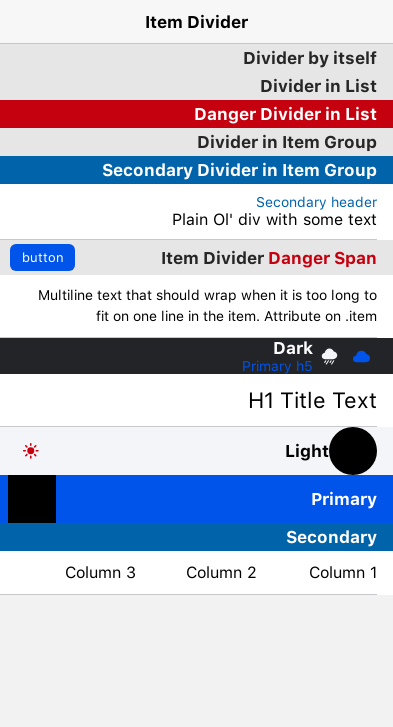 Item Divider
Divider by itself
Divider in List
Danger Divider in List
Divider in Item Group
Secondary Divider in Item Group
Secondary header
Plain Ol' div with some text
button
Item Divider Danger Span
Multiline text that should wrap when it is too long to
fit on one line in the item. Attribute on .item
Dark
Primary h5
H1 Title Text
Light
Primary
Secondary
Column 3 Column 2 Column 1